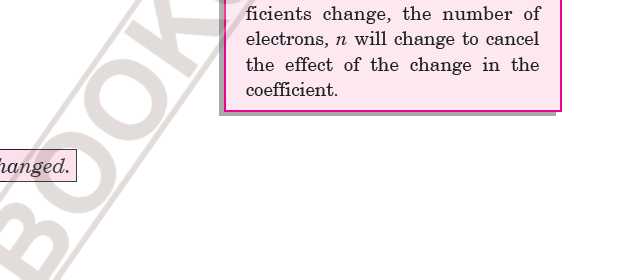 ficients change, the number of
electrons, n will change to cancel
the effect of the change in the
coefficient.
hanged.
BOOK